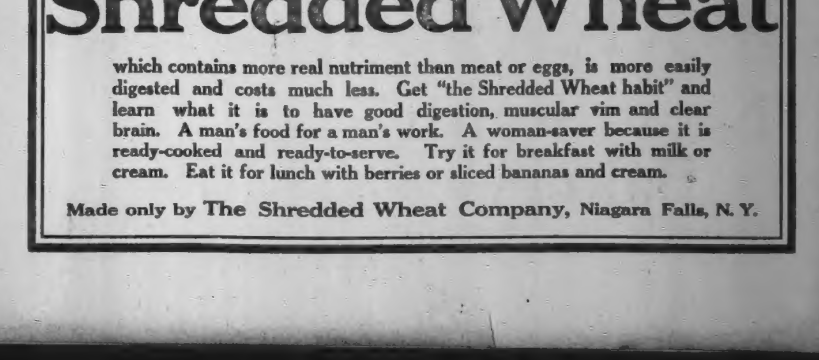 Shredded Wheat
which contains more real nutriment than meat or eggs, is more easily
digested and costs much less. Get "the Shredded Wheat habit" and
learn what it is to have good digestion, muscular vim and clear
brain. A man's food for a man's work. A woman-saver because it is
ready-cooked and ready-to-serve. Try it for breakfast with milk or
cream. Eat it for lunch with berries or sliced bananas and cream.
Made only by The Shredded Wheat Company, Niagara Falls, N. Y.